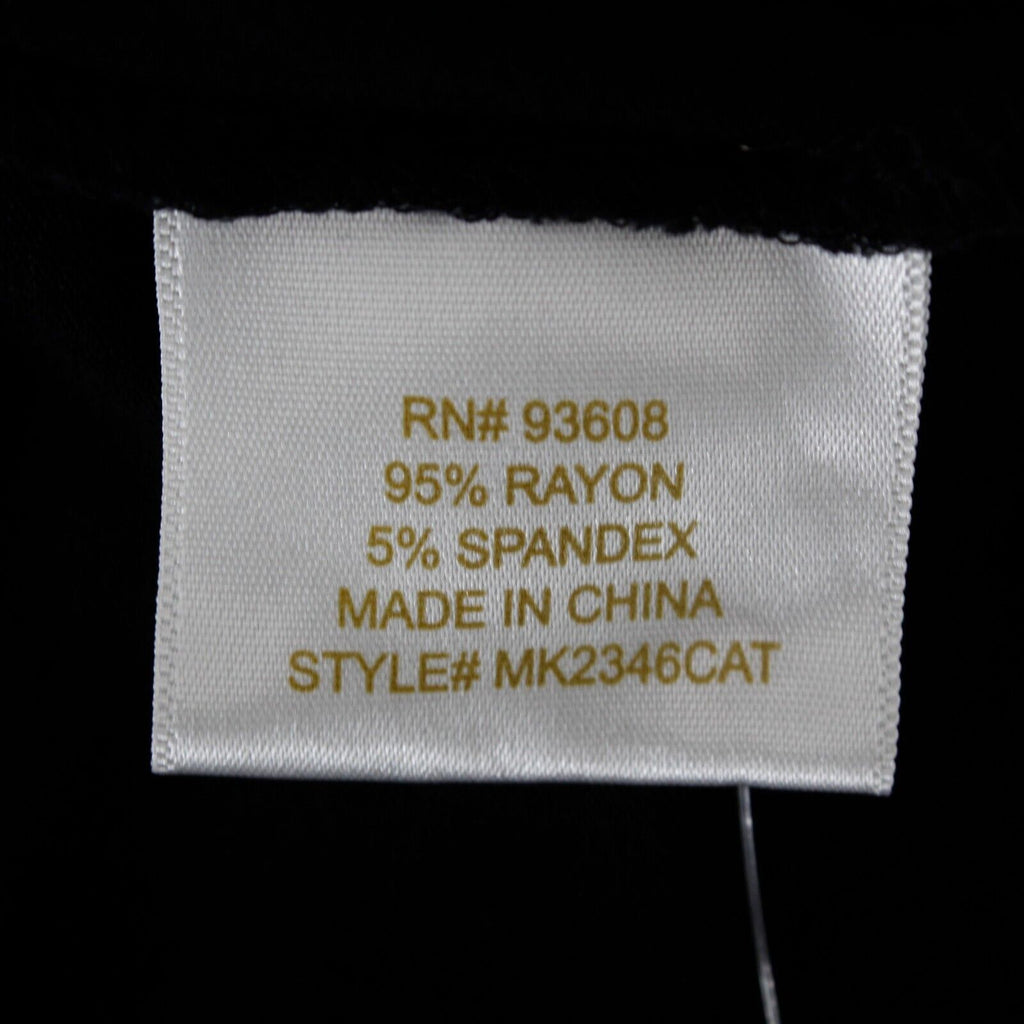 RN# 93608
95% RAYON
5% SPANDEX
MADE IN CHINA
STYLE# MK2346CAT